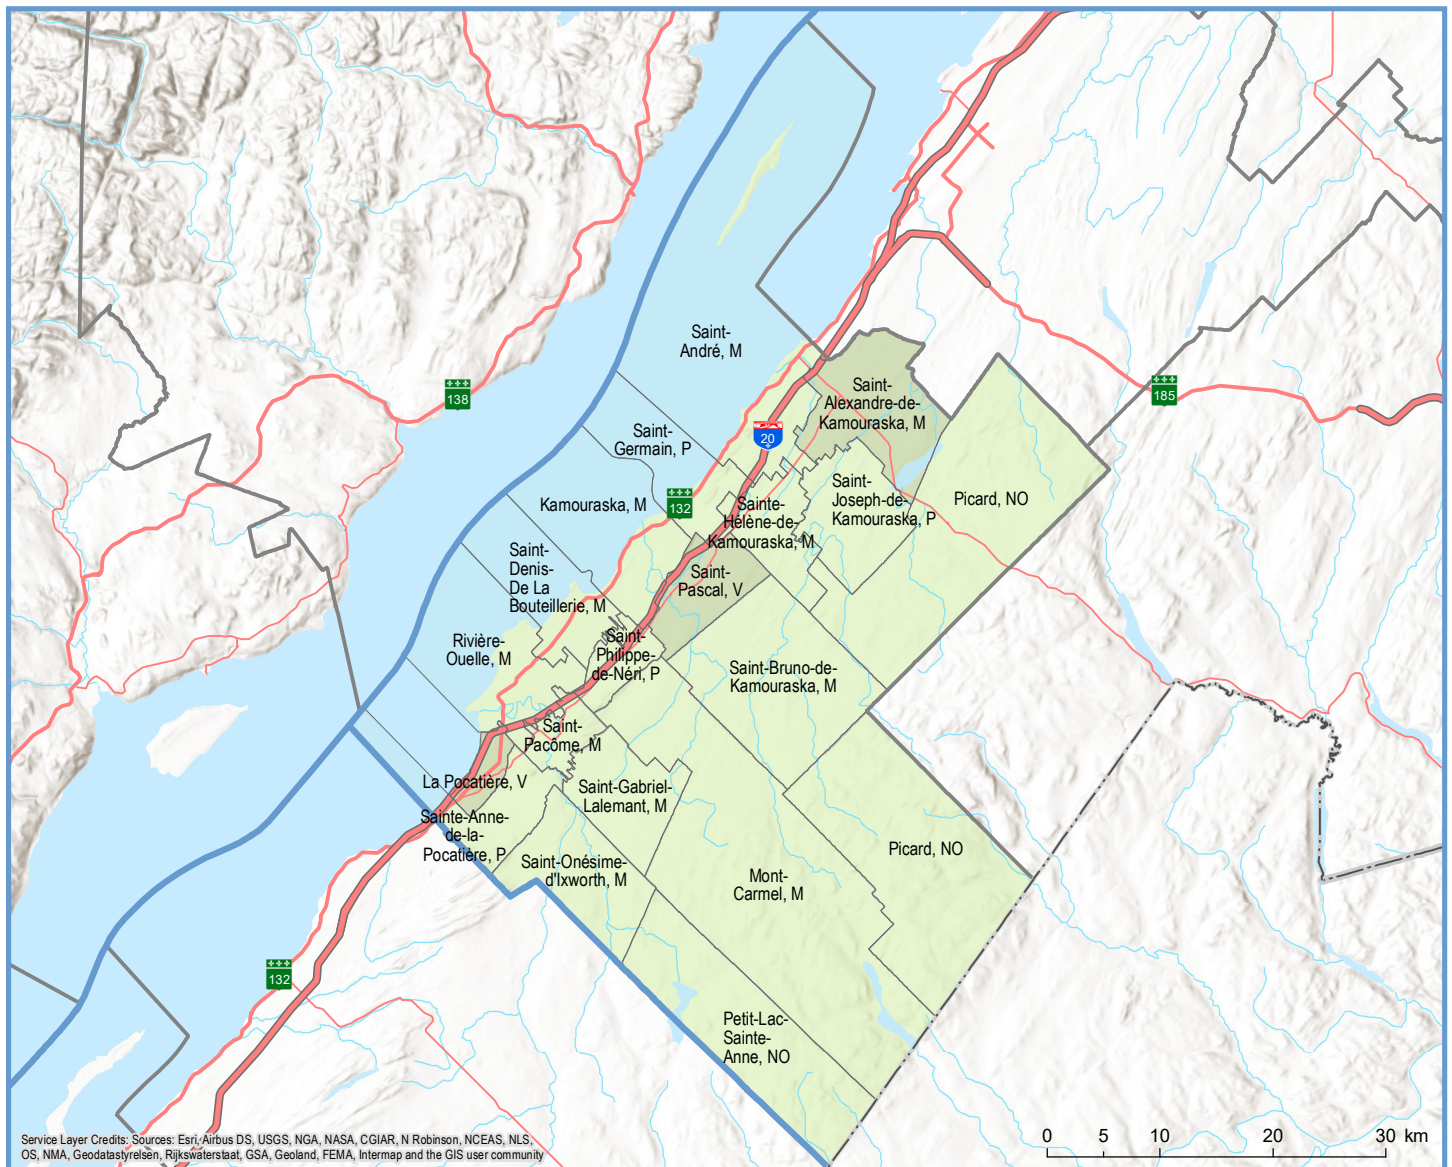 Saint-
André, M
138
Saint-
Alexandre-de-
Kamouraska, M
185
20
Saint-
Germain, P
Kamouraska, M
132
Sainte-
Hélène-de-
Kamouraska, M
Saint-
Joseph-de-
Kamouraska, P
Picard, NO
Saint-
Denis-
De La
Bouteillerie, M
Saint-
Pascal, V
Rivière-
Ouelle, M
Saint-
Philippe-
de-Néri, P
Saint-Bruno-de-
Kamouraska, M
Saint-
Pacôme, M
La Pocatière, V
Saint-Gabriel-
Lalemant, M
Sainte-Anne-
de-la-
Pocatière, P
Saint-Onésime-
d'Ixworth, M
Mont-
Carmel, M
Picard, NO
132
Petit-Lac-
Sainte-
Anne, NO
0 5 10 20 30 km
Service Layer Credits: Sources: Esri, Airbus DS, USGS, NGA, NASA, CGIAR, N Robinson, NCEAS, NLS,
OS, NMA, Geodatastyrelsen, Rijkswaterstaat, GSA, Geoland, FEMA, Intermap and the GIS user community